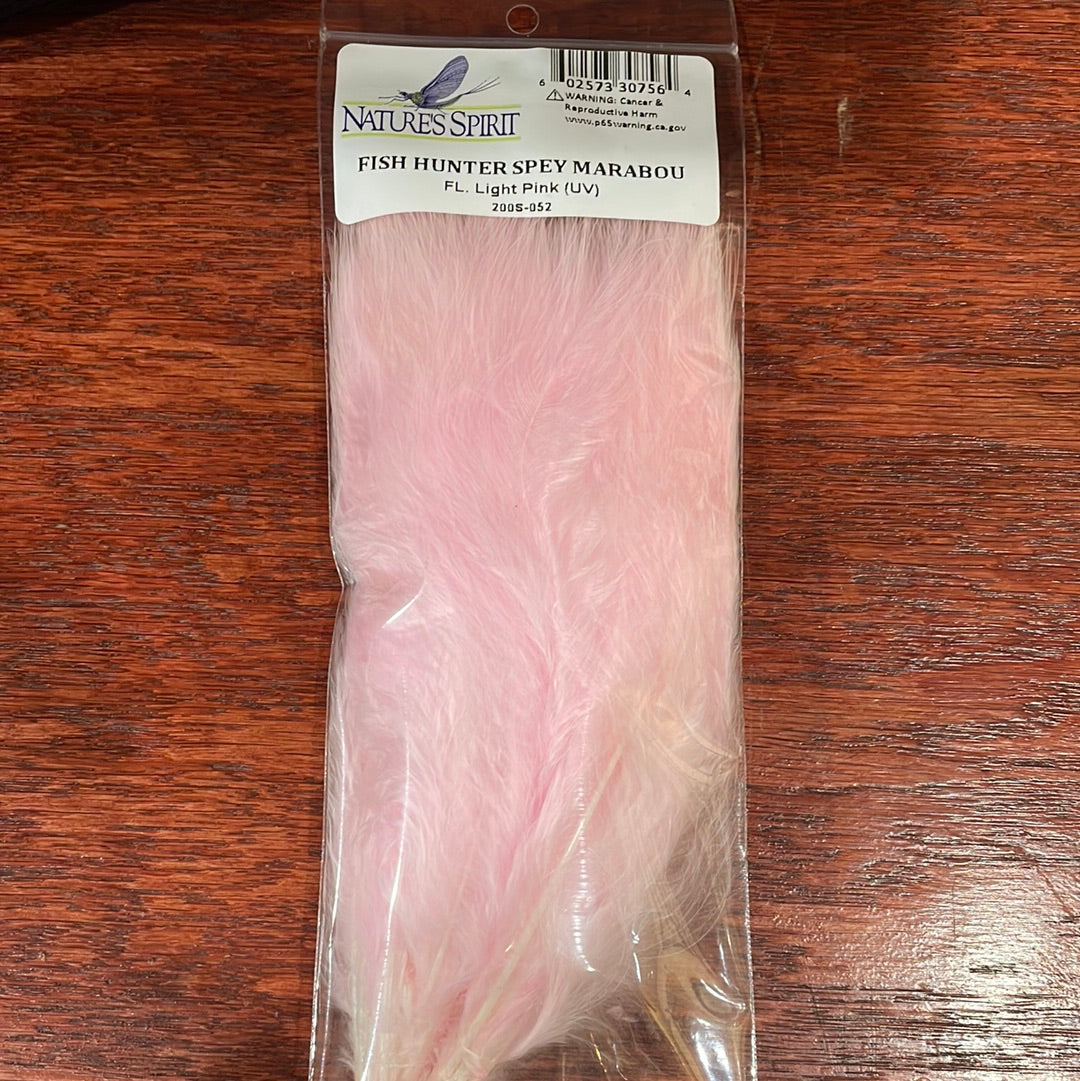 NATURE'S SPIRIT
6 02573 30756 4
⚠WARNING: Cancer &
Reproductive Harm
www.p65warning.ca.gov
FISH HUNTER SPEY MARABOU
FL. Light Pink (UV)
200S-052